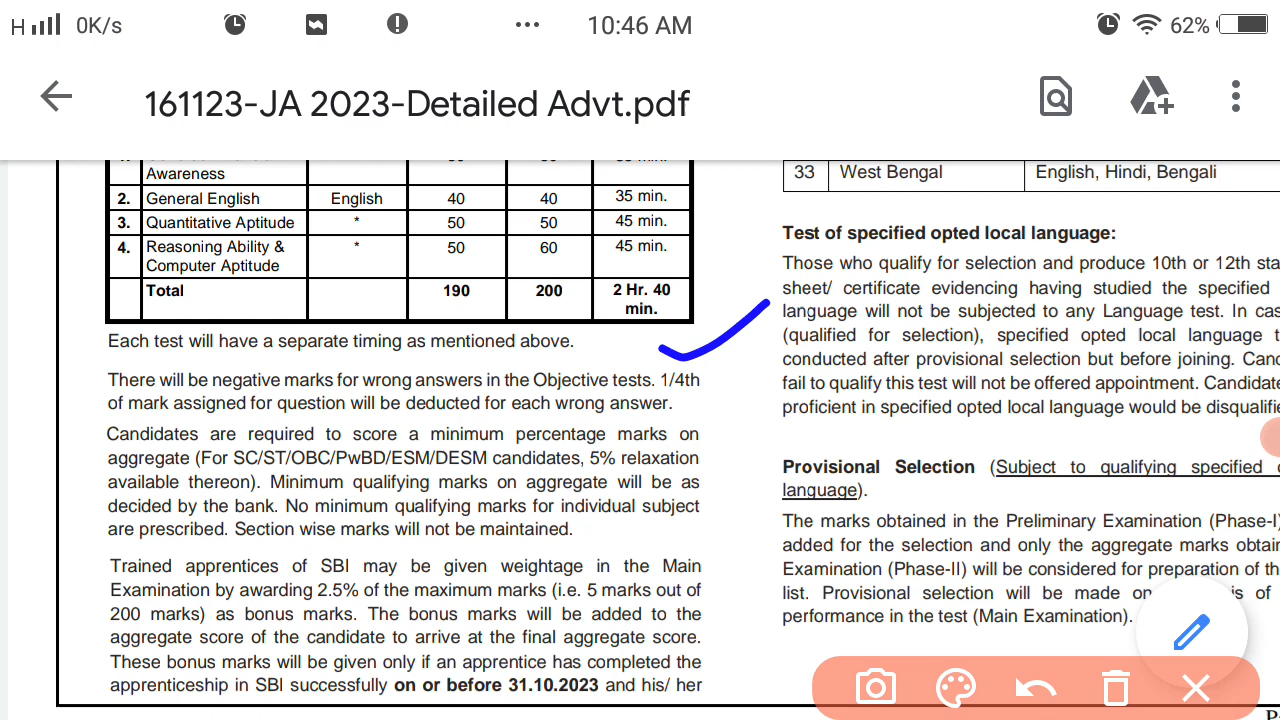 H 0K/s ... 10:46 AM 62%
161123-JA 2023-Detailed Advt.pdf
Awareness
2. General English English 40 40 35 min.
3. Quantitative Aptitude * 50 50 45 min.
4. Reasoning Ability & * 50 60 45 min.
Computer Aptitude
Total 190 200 2 Hr. 40
min.
Each test will have a separate timing as mentioned above.
There will be negative marks for wrong answers in the Objective tests. 1/4th
of mark assigned for question will be deducted for each wrong answer.
Candidates are required to score a minimum percentage marks on
aggregate (For SC/ST/OBC/PwBD/ESM/DESM candidates, 5% relaxation
available thereon). Minimum qualifying marks on aggregate will be as
decided by the bank. No minimum qualifying marks for individual subject
are prescribed. Section wise marks will not be maintained.
Trained apprentices of SBI may be given weightage in the Main
Examination by awarding 2.5% of the maximum marks (i.e. 5 marks out of
200 marks) as bonus marks. The bonus marks will be added to the
aggregate score of the candidate to arrive at the final aggregate score.
These bonus marks will be given only if an apprentice has completed the
apprenticeship in SBI successfully on or before 31.10.2023 and his/ her
33 West Bengal English, Hindi, Bengali
Test of specified opted local language:
Those who qualify for selection and produce 10th or 12th sta
sheet/ certificate evidencing having studied the specified
language will not be subjected to any Language test. In cas
(qualified for selection), specified opted local language t
conducted after provisional selection but before joining. Canc
fail to qualify this test will not be offered appointment. Candidate
proficient in specified opted local language would be disqualifie
Provisional Selection (Subject to qualifying specified
language).
The marks obtained in the Preliminary Examination (Phase-I)
added for the selection and only the aggregate marks obtain
Examination (Phase-II) will be considered for preparation of th
list. Provisional selection will be made on is of
performance in the test (Main Examination).